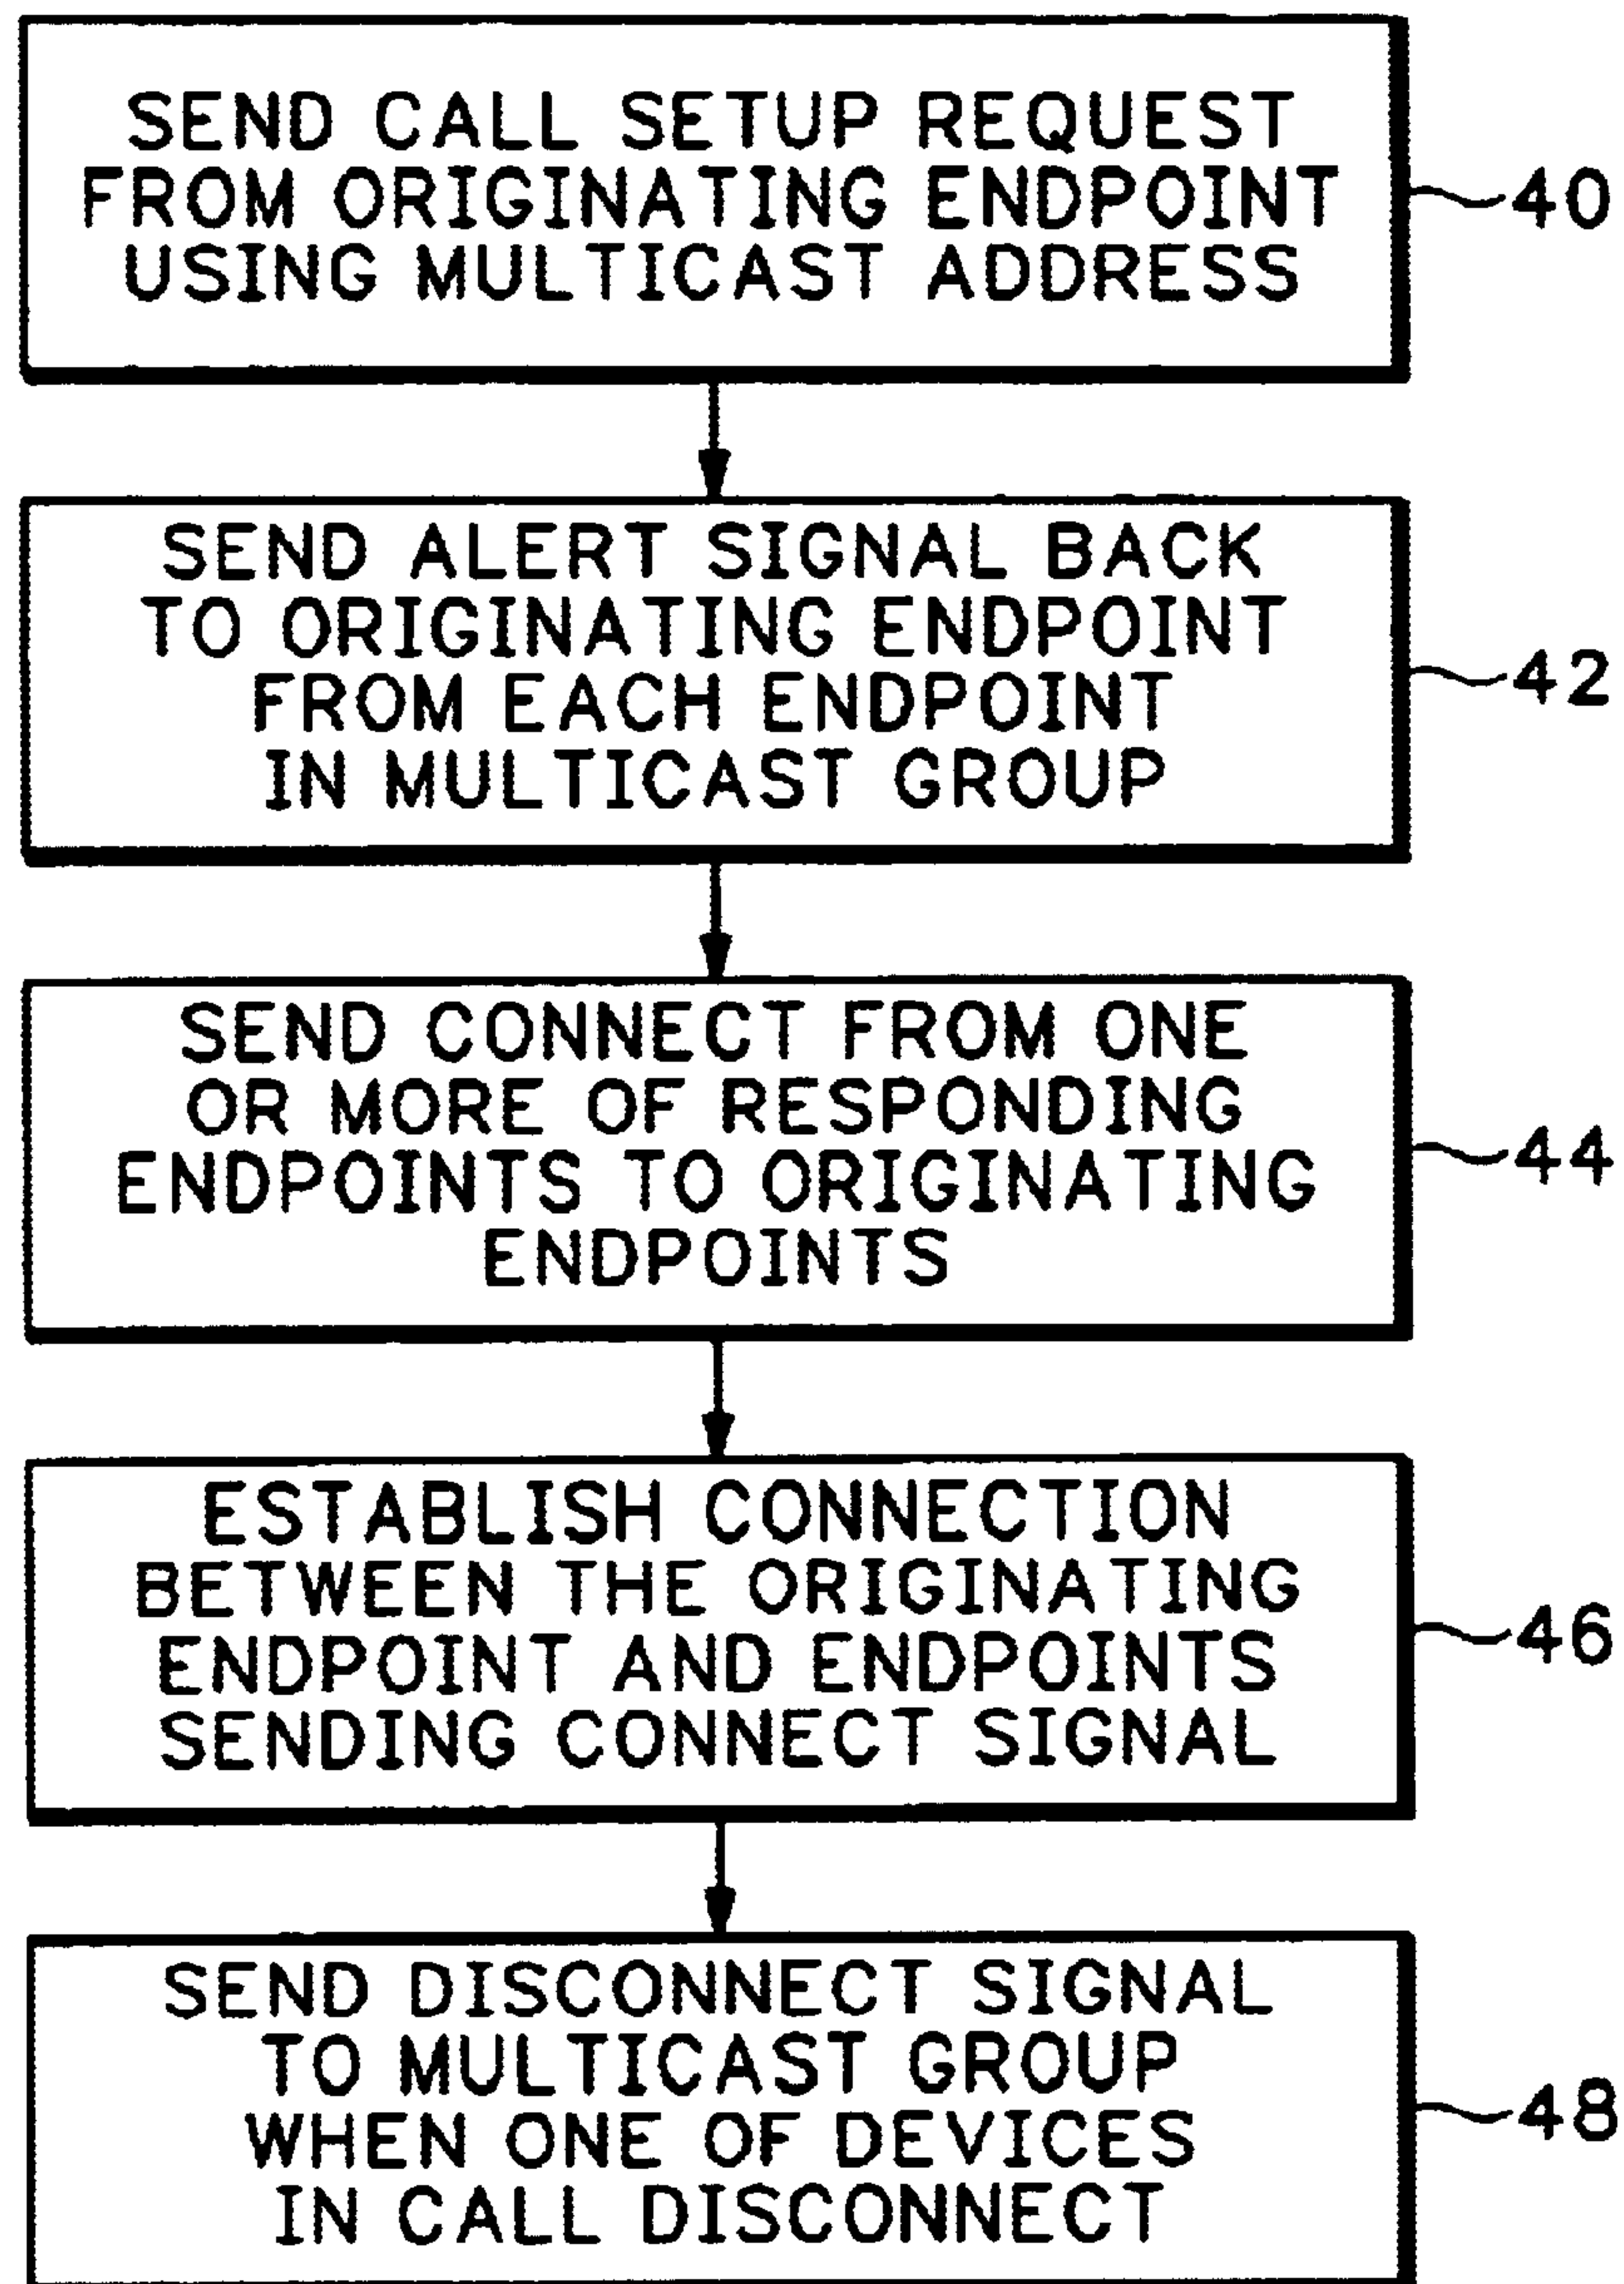 SEND CALL SETUP REQUEST
FROM ORIGINATING ENDPOINT
USING MULTICAST ADDRESS
40
SEND ALERT SIGNAL BACK
TO ORIGINATING ENDPOINT
FROM EACH ENDPOINT
IN MULTICAST GROUP
42
SEND CONNECT FROM ONE
OR MORE OF RESPONDING
ENDPOINTS TO ORIGINATING
ENDPOINTS
44
ESTABLISH CONNECTION
BETWEEN THE ORIGINATING
ENDPOINT AND ENDPOINTS
SENDING CONNECT SIGNAL
46
SEND DISCONNECT SIGNAL
TO MULTICAST GROUP
WHEN ONE OF DEVICES
IN CALL DISCONNECT
48